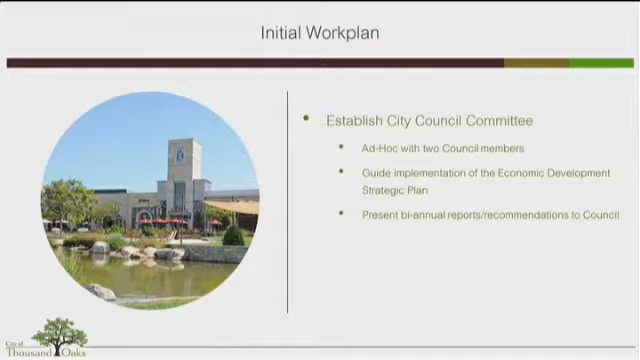 Initial Workplan
Establish City Council Committee
Ad-Hoc with two Council members
Guide implementation of the Economic Development
Strategic Plan
Present bi-annual reports/recommendations to Council
City of
Thousand Oaks